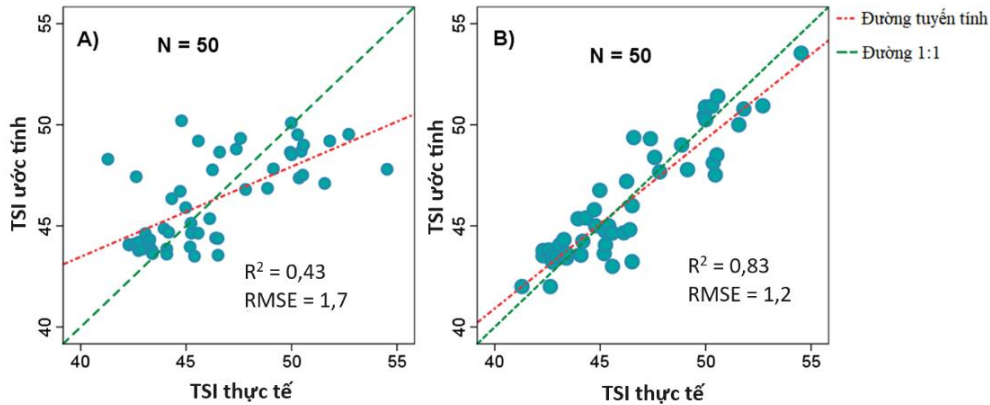 A)
N = 50
TSI ước tính
55
50
45
40
R² = 0,43
RMSE = 1,7
40
45
50
55
TSI thực tế
B)
N = 50
TSI ước tính
55
50
45
40
R² = 0,83
RMSE = 1,2
40
45
50
55
TSI thực tế
Đường tuyến tính
Đường 1:1